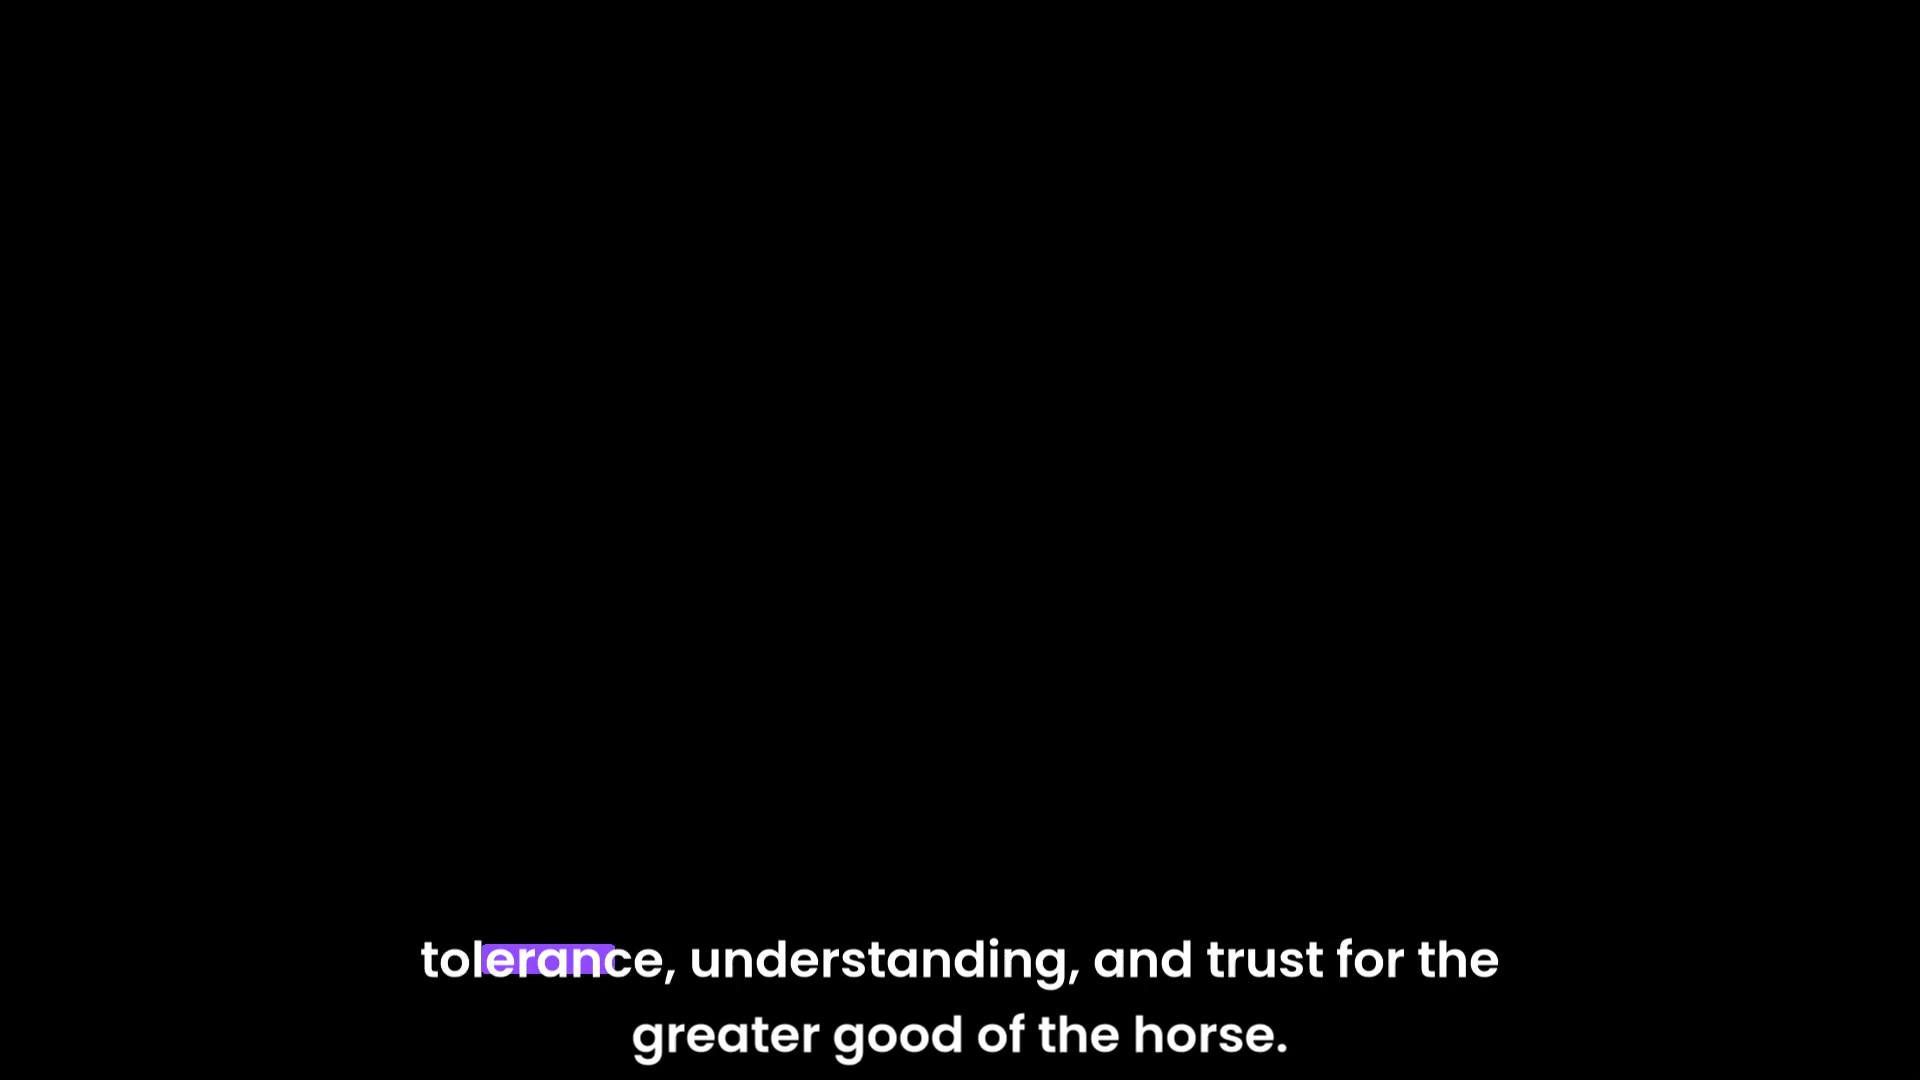 tolerance, understanding, and trust for the
greater good of the horse.